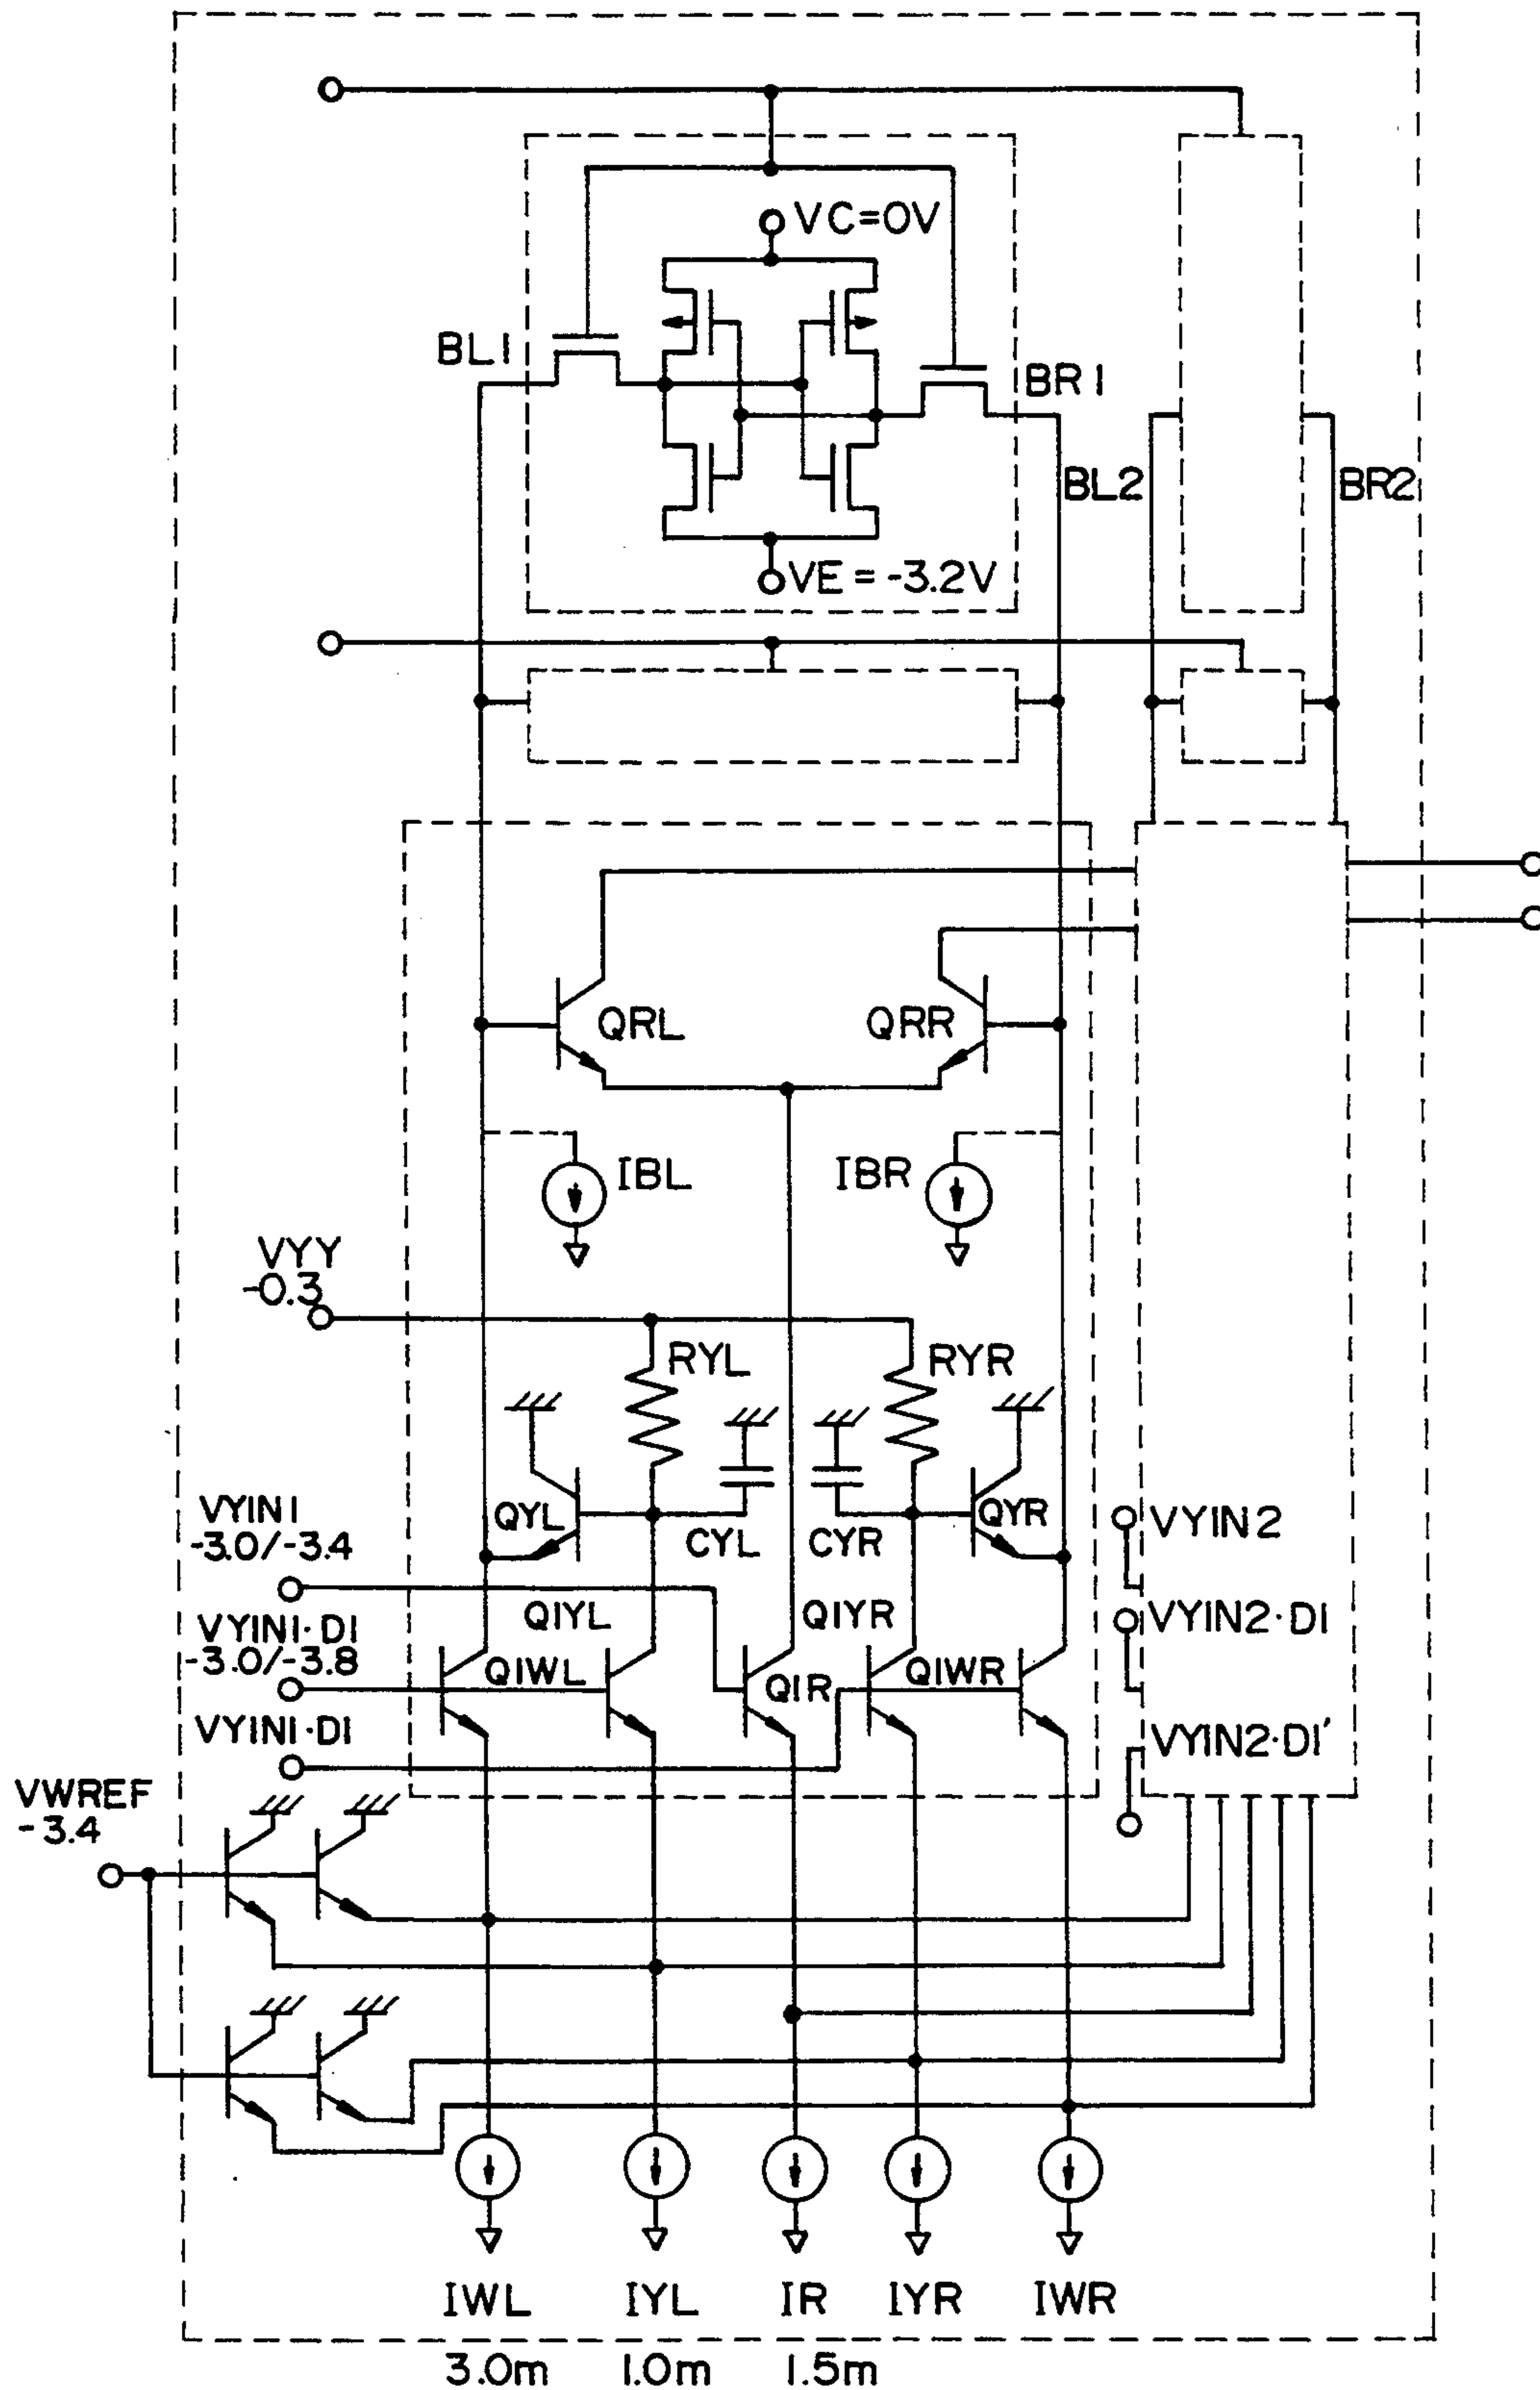 VC=0V
BL1
BR1
BL2
BR2
VE=-3.2V
QRL
QRR
IBL
IBR
VYY
-0.3
RYL
RYR
VYIN1
-3.0/-3.4
QYL
CYL
CYR
QYR
VYIN2
VYIN1·DI
-3.0/-3.8
QIYL
QIYR
VYIN2·DI
QIWL
QIR
QIWR
VYIN1·DI
VYIN2·DI'
VWREF
-3.4
IWL
IYL
IR
IYR
IWR
3.0m
1.0m
1.5m